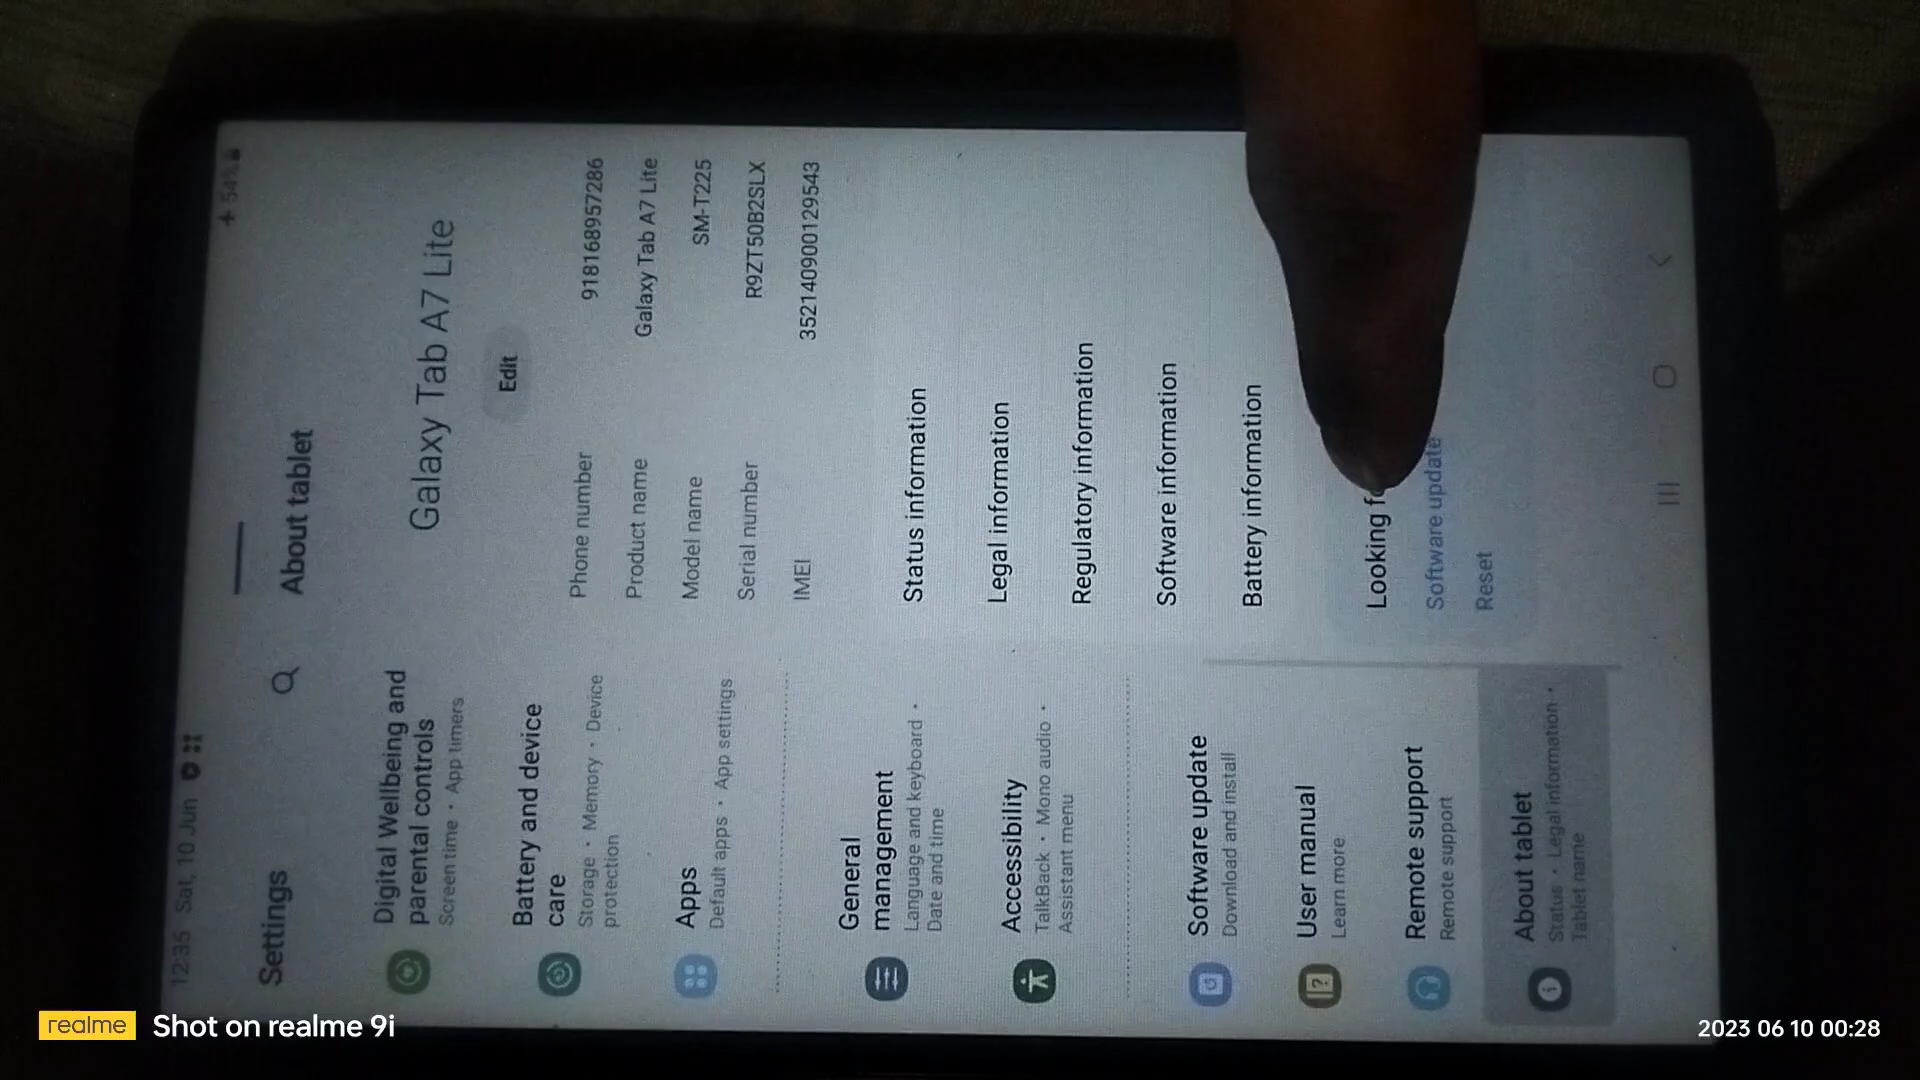 12:35 Sat, 10 Jun
54%
Settings
Digital Wellbeing and
parental controls
Screen time • App timers
Battery and device
care
Storage • Memory • Device
protection
Apps
Default apps • App settings
General
management
Language and keyboard •
Date and time
Accessibility
TalkBack • Mono audio •
Assistant menu
Software update
Download and install
User manual
Learn more
Remote support
Remote support
About tablet
Status • Legal information •
Tablet name
About tablet
Galaxy Tab A7 Lite
Edit
Phone number 918168957286
Product name Galaxy Tab A7 Lite
Model name SM-T225
Serial number R9ZT50B2SLX
IMEI 352140900129543
Status information
Legal information
Regulatory information
Software information
Battery information
Looking
Software update
Reset
realme Shot on realme 9i
2023 06 10 00:28